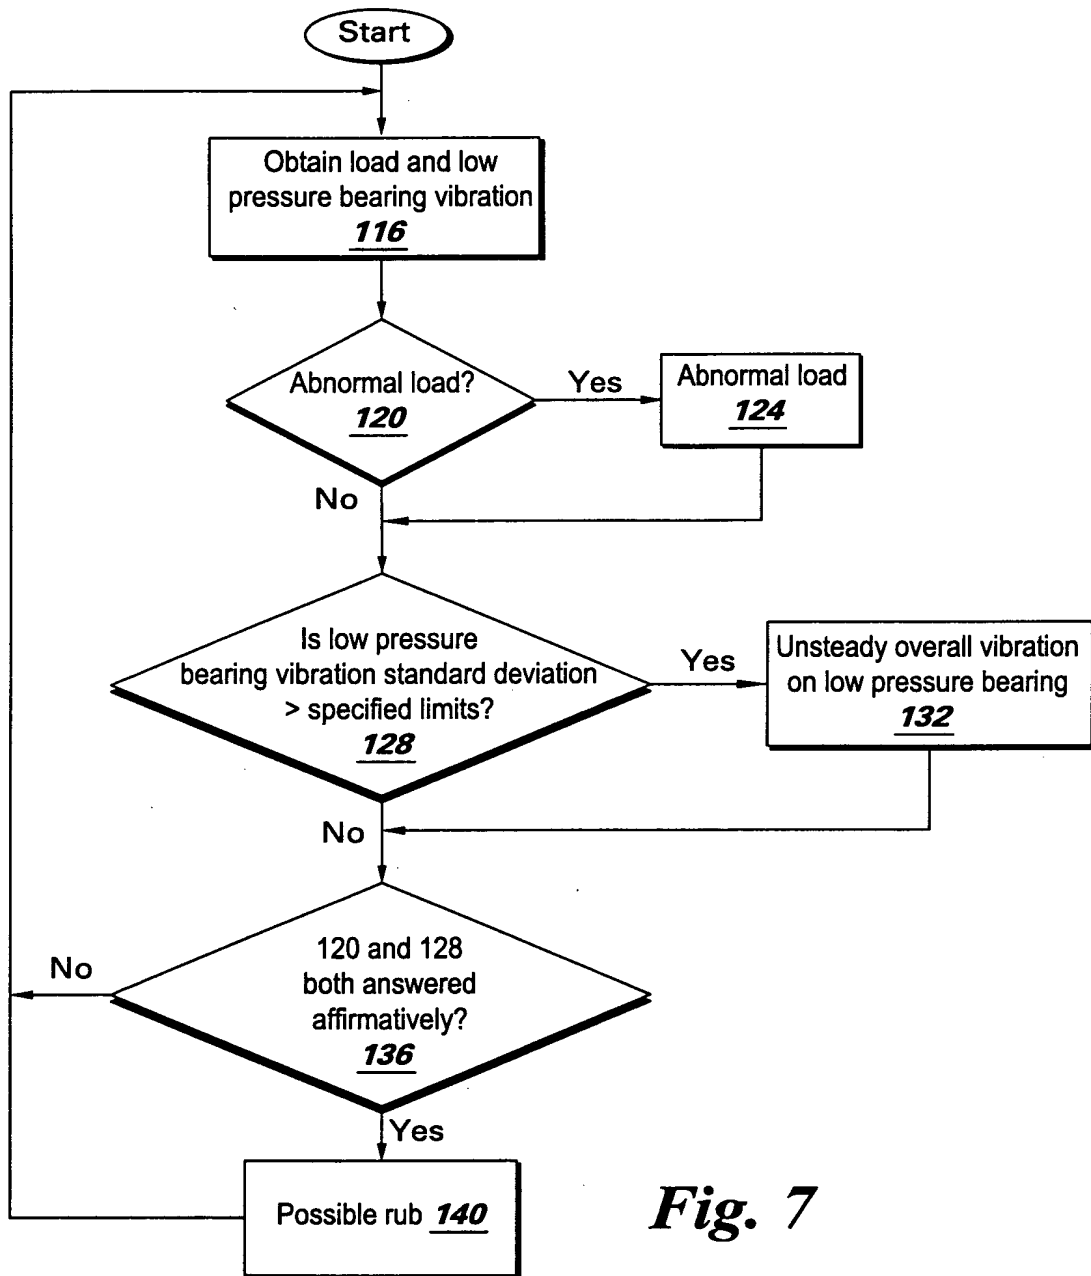 Start
Obtain load and low
pressure bearing vibration
116
Abnormal load?
120
Yes
Abnormal load
124
No
Is low pressure
bearing vibration standard deviation
> specified limits?
128
Yes
Unsteady overall vibration
on low pressure bearing
132
No
120 and 128
both answered
affirmatively?
136
No
Yes
Possible rub 140
Fig. 7